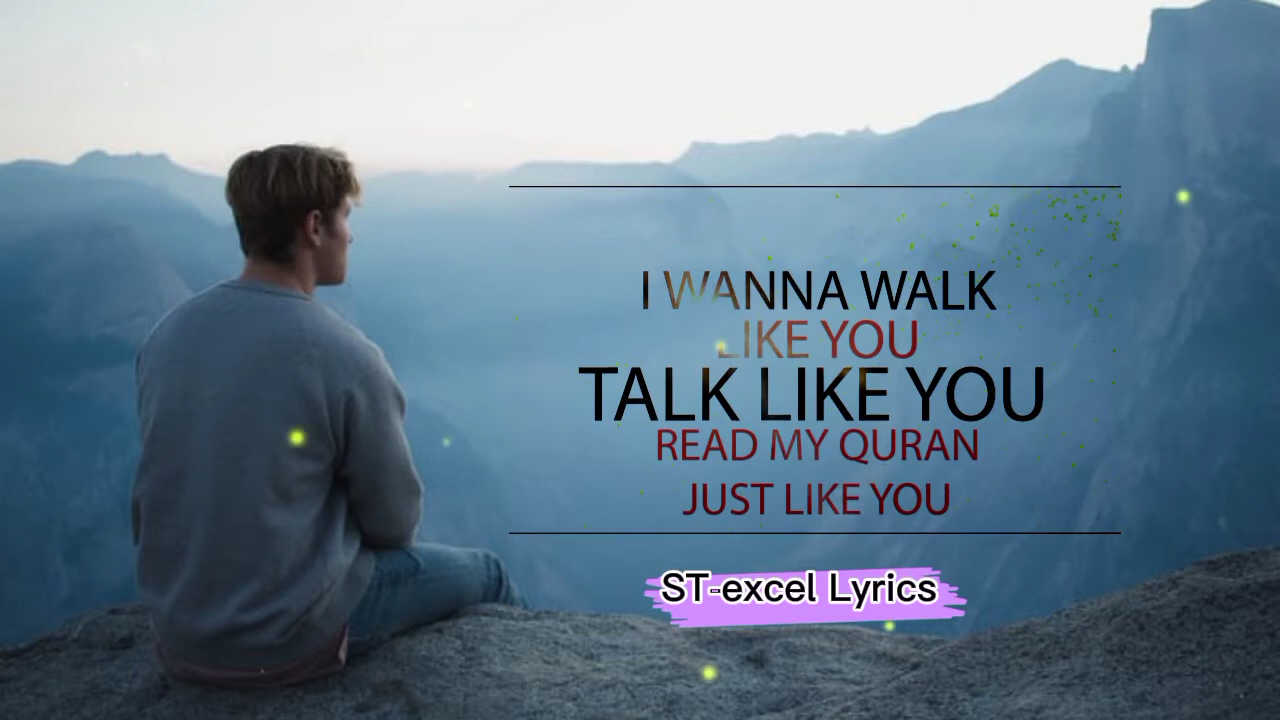 I WANNA WALK
LIKE YOU
TALK LIKE YOU
READ MY QURAN
JUST LIKE YOU
ST-excel Lyrics